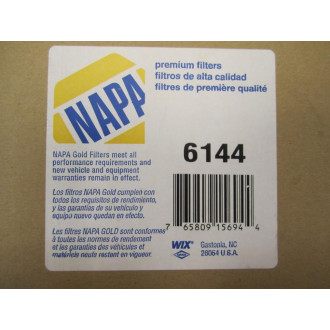 NAPA
premium filters
filtros de alta calidad
filtres de première qualité
NAPA Gold Filters meet all
performance requirements and
new vehicle and equipment
warranties remain in effect.
Los filtros NAPA Gold cumplen con
todos los requisitos de rendimiento,
y las garantías de su vehículo y
equipo nuevo quedan en efecto.
Les filtres NAPA GOLD sont conformes
à toutes les normes de rendement
et les garanties des véhicules et du
matériel neufs restent en vigueur.
6144
7 65809 15694 4
WIX
Gastonia, NC
28054 U.S.A.